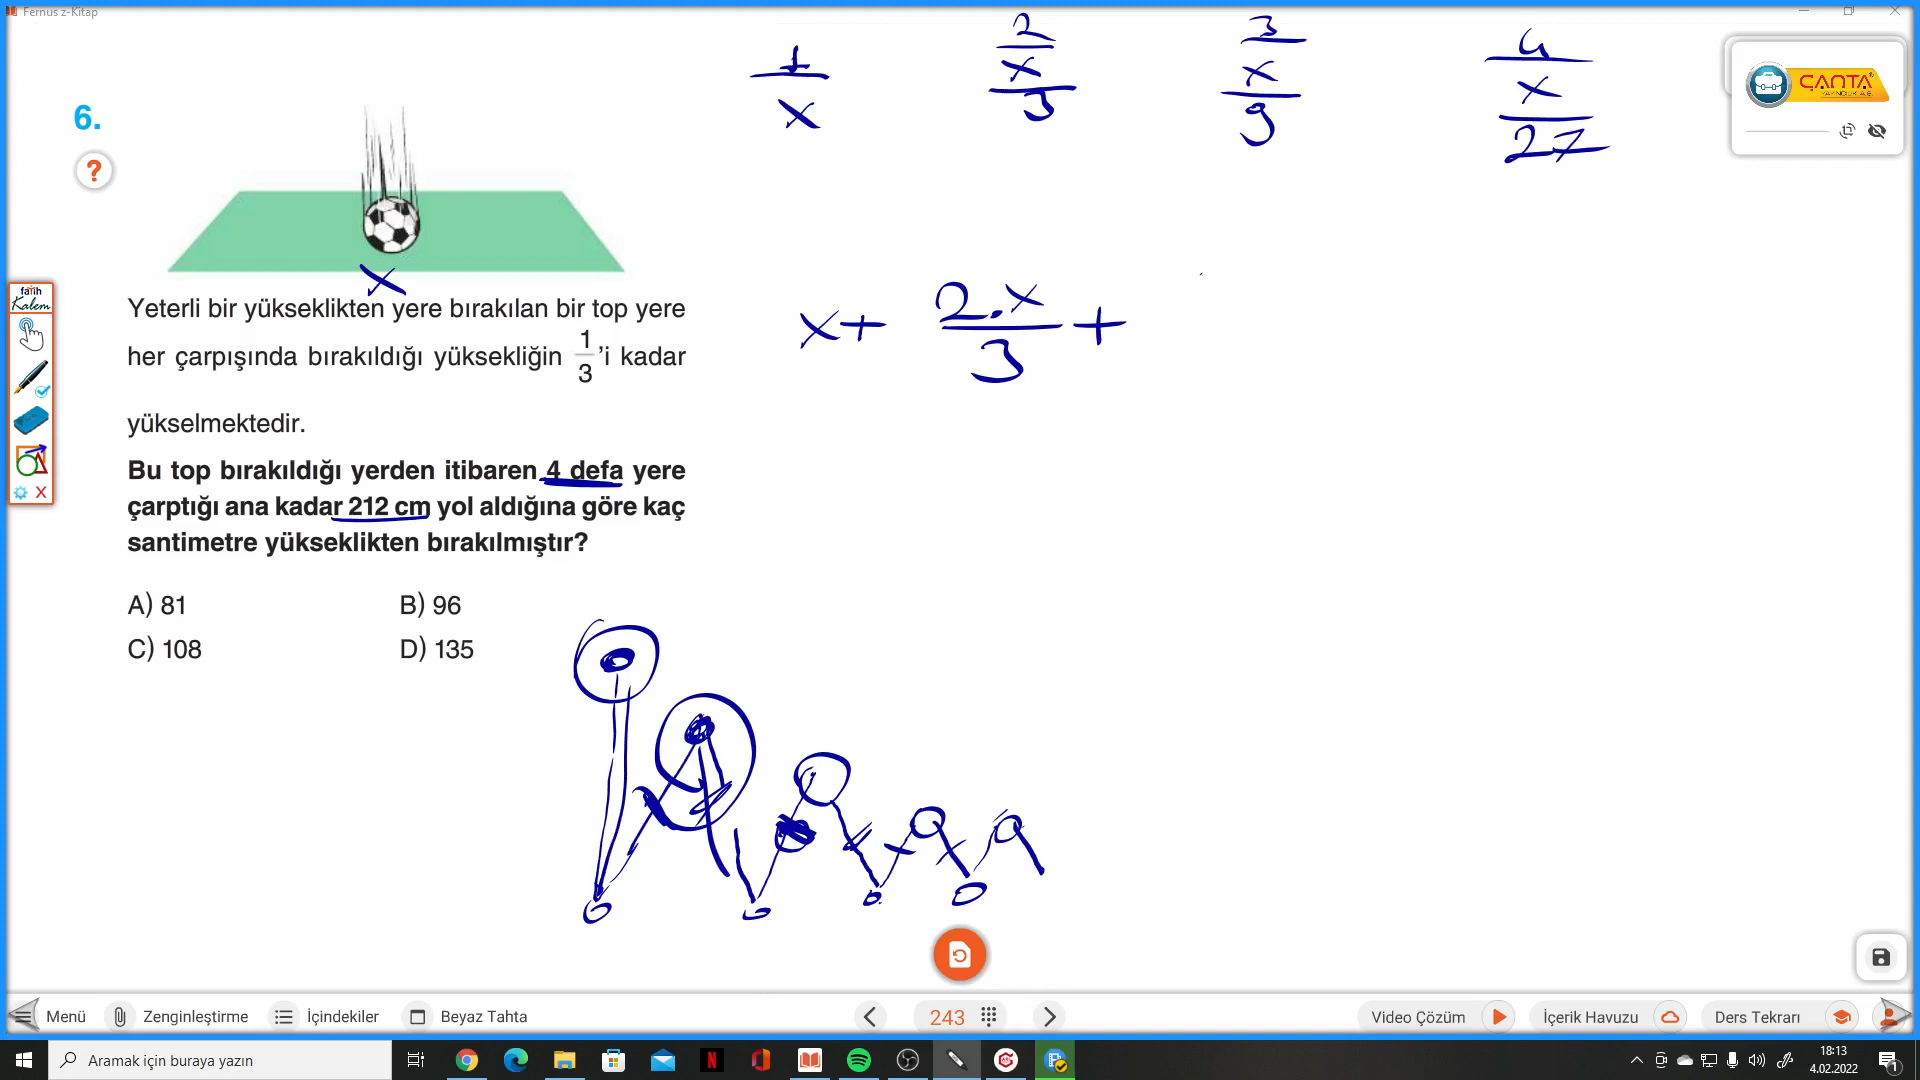 Fernus z-Kitap
6.
?
1
x
2
x
3
3
x
9
4
x
27
ÇANTA
YAYINCILIK A.Ş.
fatih
Kalem
x
Yeterli bir yükseklikten yere bırakılan bir top yere
her çarpışında bırakıldığı yüksekliğin 1/3'i kadar
yükselmektedir.
Bu top bırakıldığı yerden itibaren 4 defa yere
çarptığı ana kadar 212 cm yol aldığına göre kaç
santimetre yükseklikten bırakılmıştır?
A) 81
B) 96
C) 108
D) 135
x + 2.x/3 +
Menü
Zenginleştirme
İçindekiler
Beyaz Tahta
243
Video Çözüm
İçerik Havuzu
Ders Tekrarı
Aramak için buraya yazın
18:13
4.02.2022
1